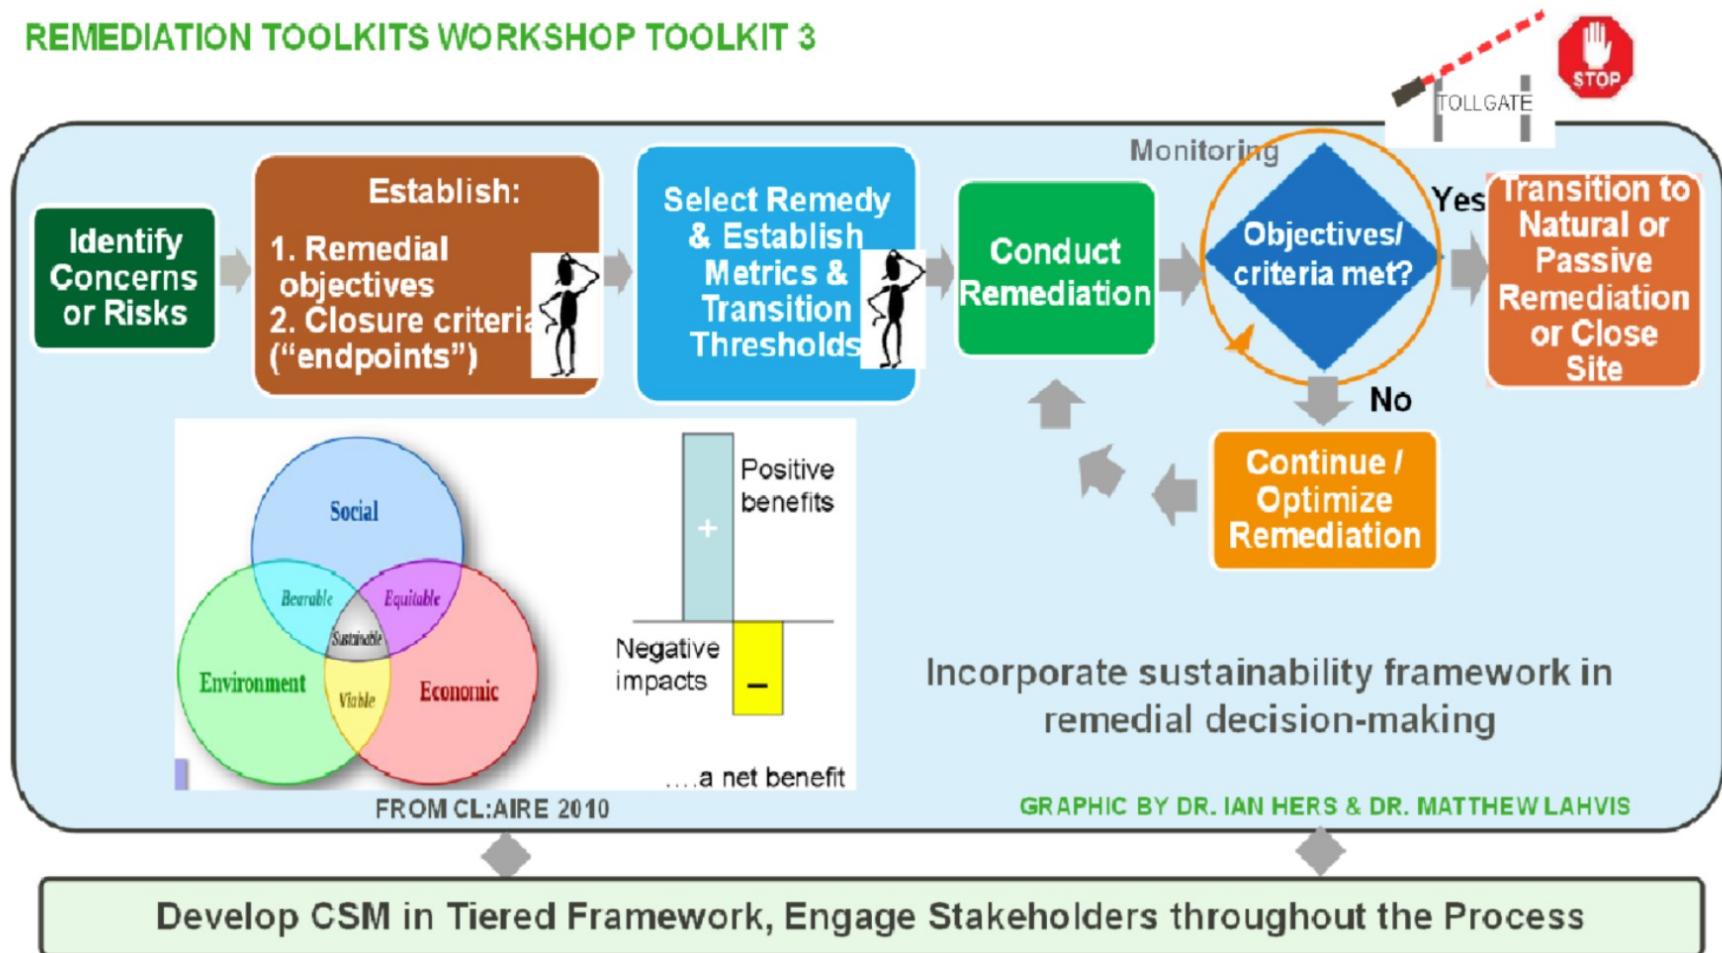 REMEDIATION TOOLKITS WORKSHOP TOOLKIT 3
STOP
TOLLGATE
Monitoring
Identify
Concerns
or Risks
Establish:
1. Remedial
objectives
2. Closure criteria
("endpoints")
Select Remedy
& Establish
Metrics &
Transition
Thresholds
Conduct
Remediation
Objectives/
criteria met?
Yes
Transition to
Natural or
Passive
Remediation
or Close
Site
No
Continue /
Optimize
Remediation
Social
Bearable
Equitable
Sustainable
Environment
Viable
Economic
Positive
benefits
+
Negative
impacts
–
....a net benefit
Incorporate sustainability framework in
remedial decision-making
FROM CL:AIRE 2010
GRAPHIC BY DR. IAN HERS & DR. MATTHEW LAHVIS
Develop CSM in Tiered Framework, Engage Stakeholders throughout the Process